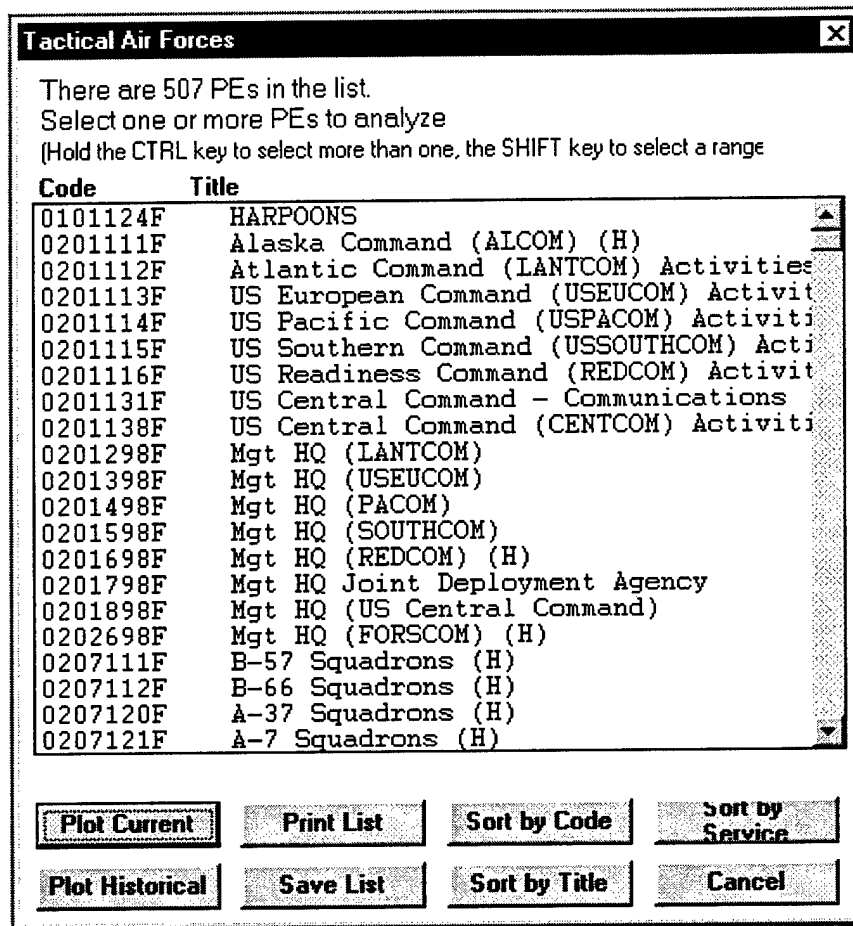 Tactical Air Forces
There are 507 PEs in the list.
Select one or more PEs to analyze
(Hold the CTRL key to select more than one, the SHIFT key to select a range
Code Title
0101124F HARPOONS
0201111F Alaska Command (ALCOM) (H)
0201112F Atlantic Command (LANTCOM) Activities
0201113F US European Command (USEUCOM) Activit
0201114F US Pacific Command (USPACOM) Activiti
0201115F US Southern Command (USSOUTHCOM) Acti
0201116F US Readiness Command (REDCOM) Activit
0201131F US Central Command - Communications
0201138F US Central Command (CENTCOM) Activiti
0201298F Mgt HQ (LANTCOM)
0201398F Mgt HQ (USEUCOM)
0201498F Mgt HQ (PACOM)
0201598F Mgt HQ (SOUTHCOM)
0201698F Mgt HQ (REDCOM) (H)
0201798F Mgt HQ Joint Deployment Agency
0201898F Mgt HQ (US Central Command)
0202698F Mgt HQ (FORSCOM) (H)
0207111F B-57 Squadrons (H)
0207112F B-66 Squadrons (H)
0207120F A-37 Squadrons (H)
0207121F A-7 Squadrons (H)
Plot Current Print List Sort by Code Sort by Service
Plot Historical Save List Sort by Title Cancel